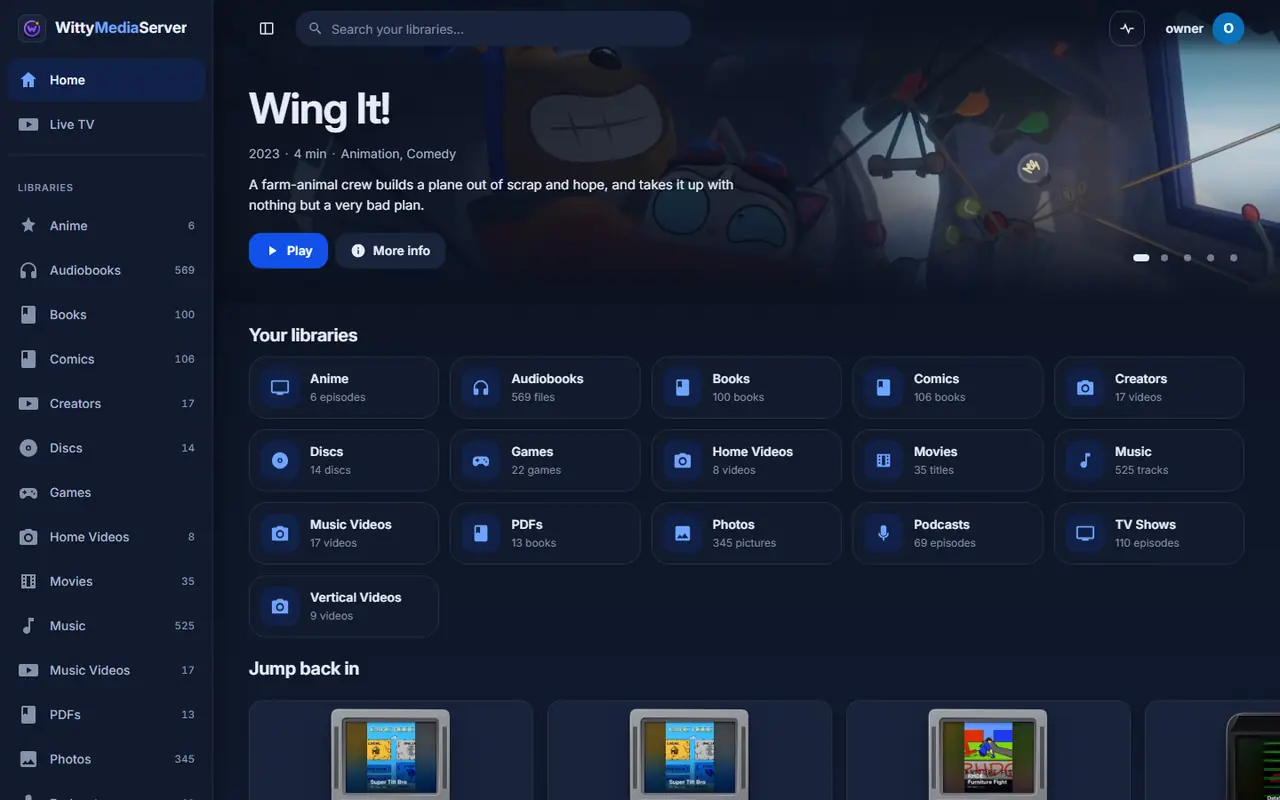 WittyMediaServer
Search your libraries...
owner
O
Home
Live TV
LIBRARIES
Anime 6
Audiobooks 569
Books 100
Comics 106
Creators 17
Discs 14
Games
Home Videos 8
Movies 35
Music 525
Music Videos 17
PDFs 13
Photos 345
Wing It!
2023 · 4 min · Animation, Comedy
A farm-animal crew builds a plane out of scrap and hope, and takes it up with
nothing but a very bad plan.
Play
More info
Your libraries
Anime
6 episodes
Audiobooks
569 files
Books
100 books
Comics
106 books
Creators
17 videos
Discs
14 discs
Games
22 games
Home Videos
8 videos
Movies
35 titles
Music
525 tracks
Music Videos
17 videos
PDFs
13 books
Photos
345 pictures
Podcasts
69 episodes
TV Shows
110 episodes
Vertical Videos
9 videos
Jump back in
Super Tilt Bro
Super Tilt Bro
Furniture Fight